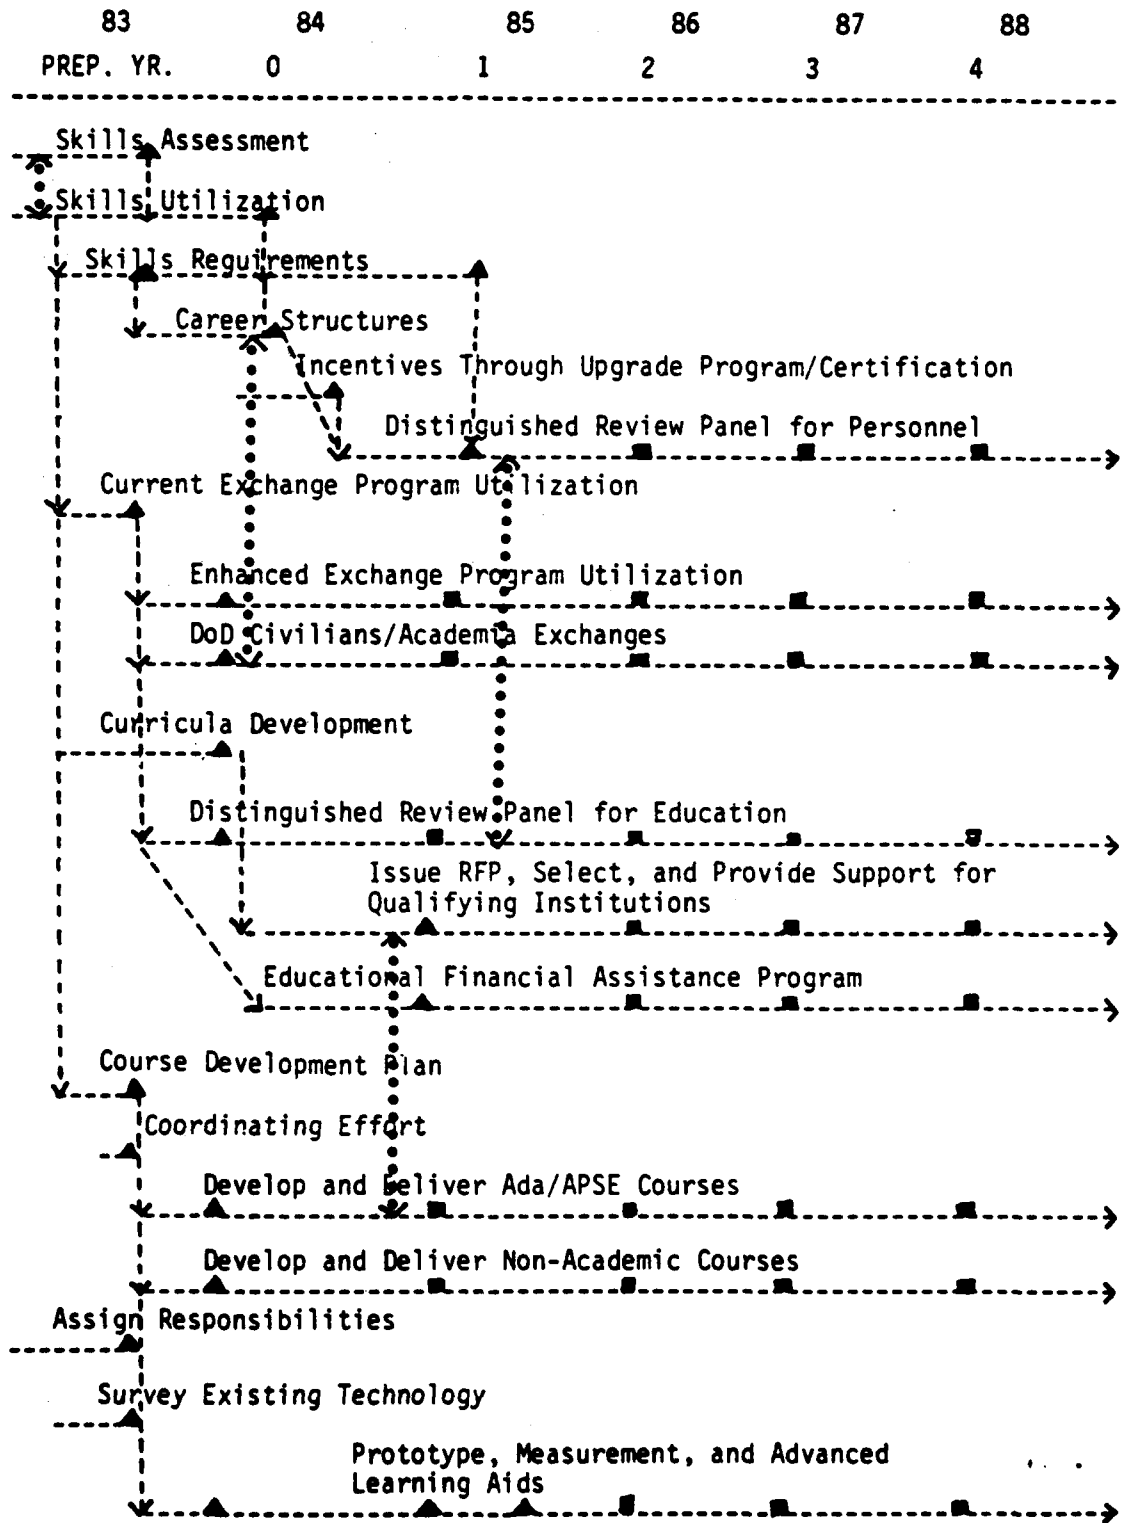 83 84 85 86 87 88
PREP. YR. 0 1 2 3 4
Skills Assessment
Skills Utilization
Skills Requirements
Career Structures
Incentives Through Upgrade Program/Certification
Distinguished Review Panel for Personnel
Current Exchange Program Utilization
Enhanced Exchange Program Utilization
DoD Civilians/Academia Exchanges
Curricula Development
Distinguished Review Panel for Education
Issue RFP, Select, and Provide Support for
Qualifying Institutions
Educational Financial Assistance Program
Course Development Plan
Coordinating Effort
Develop and Deliver Ada/APSE Courses
Develop and Deliver Non-Academic Courses
Assign Responsibilities
Survey Existing Technology
Prototype, Measurement, and Advanced
Learning Aids